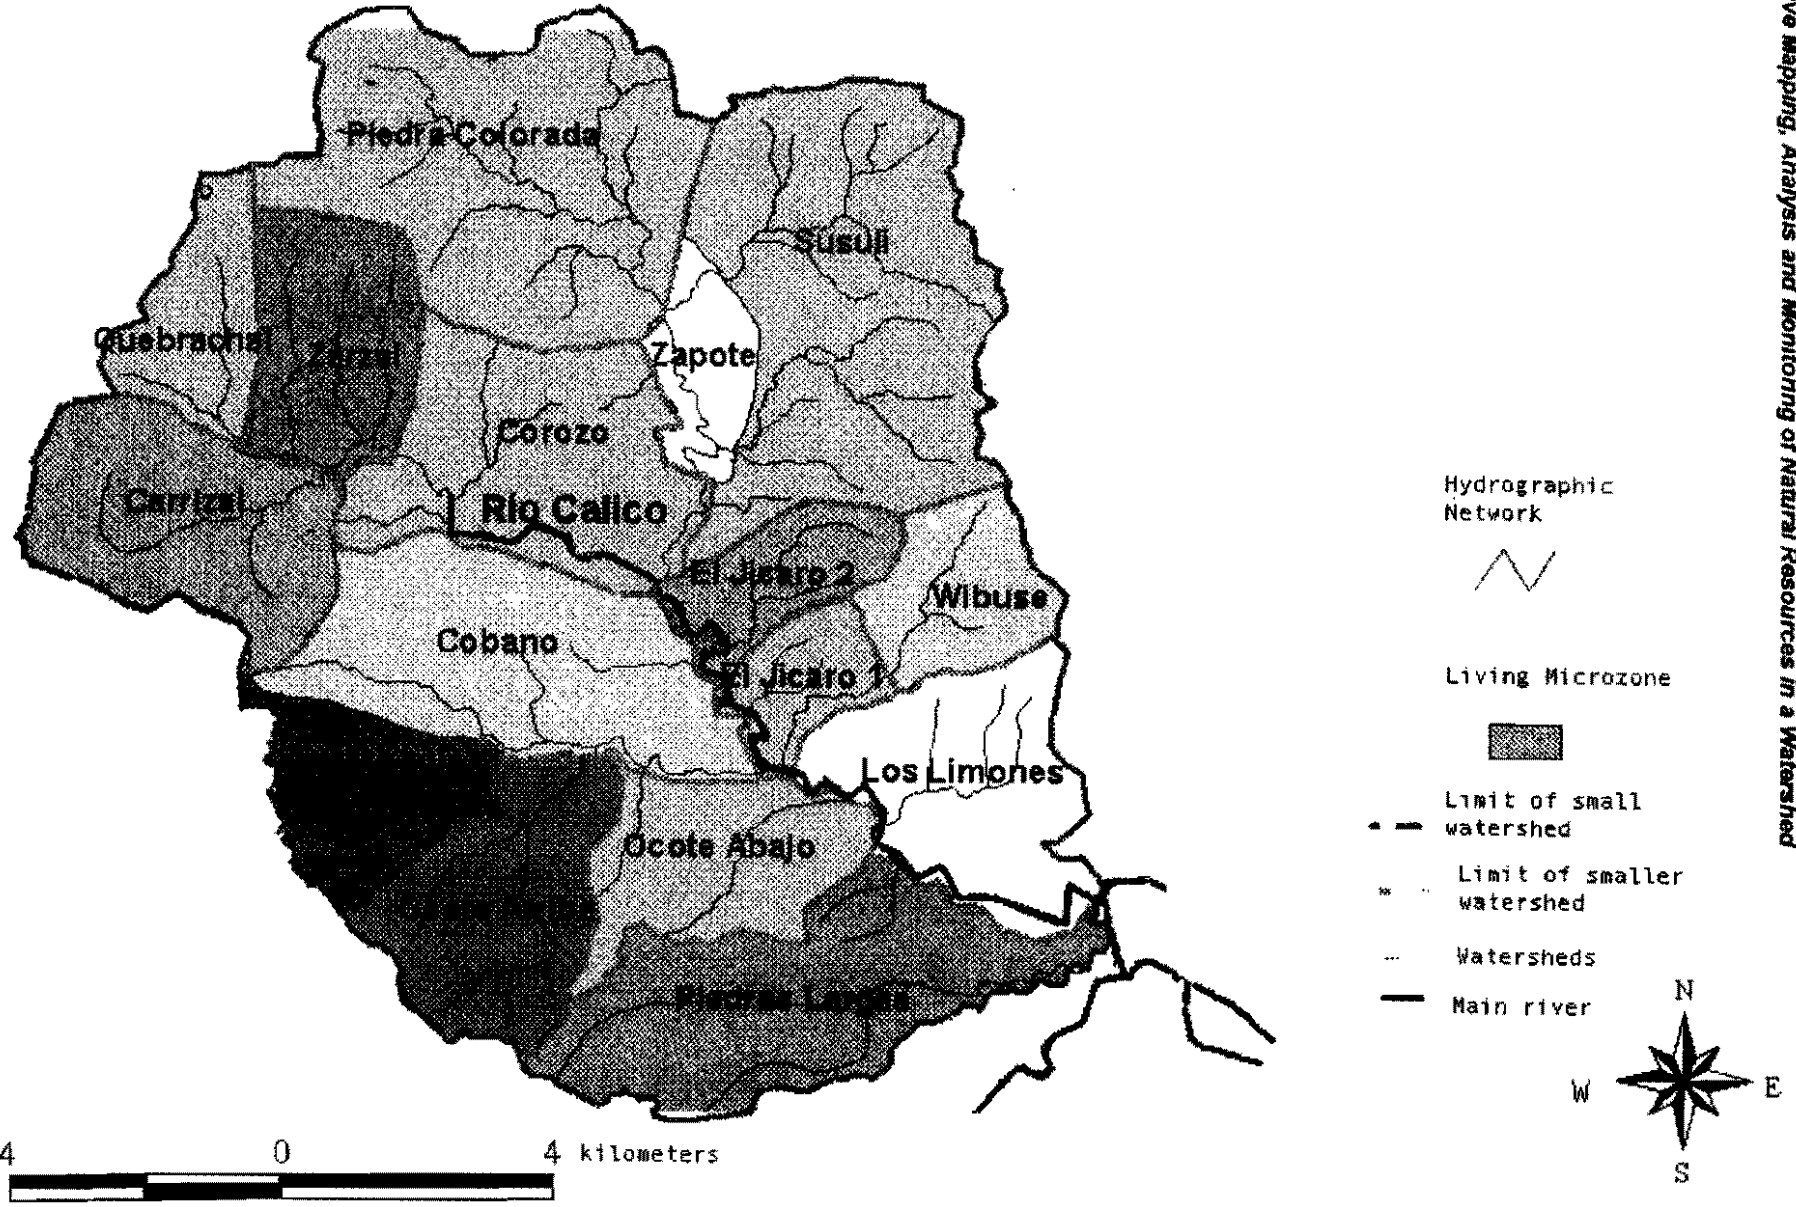 Piedra Colorada
Susuli
Quebrachal
Zarzal
Zapote
Corozo
Carrizal
Río Calico
El Jicaro 2
Wibuse
Cobano
El Jicaro 1
Los Limones
Ocote Abajo
Piedras Largas
Hydrographic
Network
Living Microzone
Limit of small
watershed
Limit of smaller
watershed
Watersheds
Main river
N
W
E
S
4
0
4
kilometers
Mapping, Analysis and Monitoring of Natural Resources in a Watershed